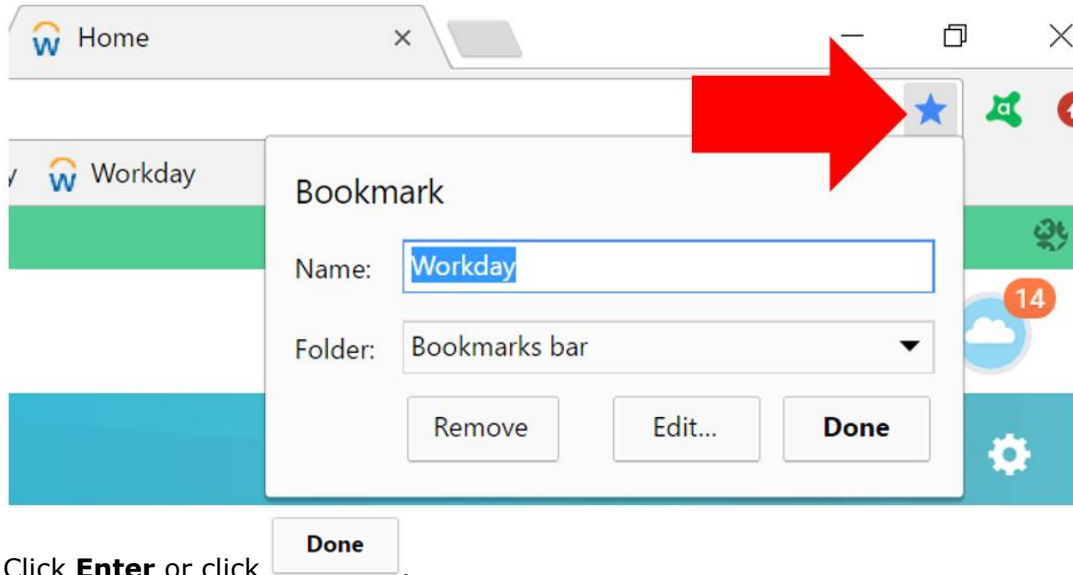 Home
Workday
Bookmark
Name: Workday
14
Folder: Bookmarks bar
Remove Edit... Done
Click Enter or click Done .